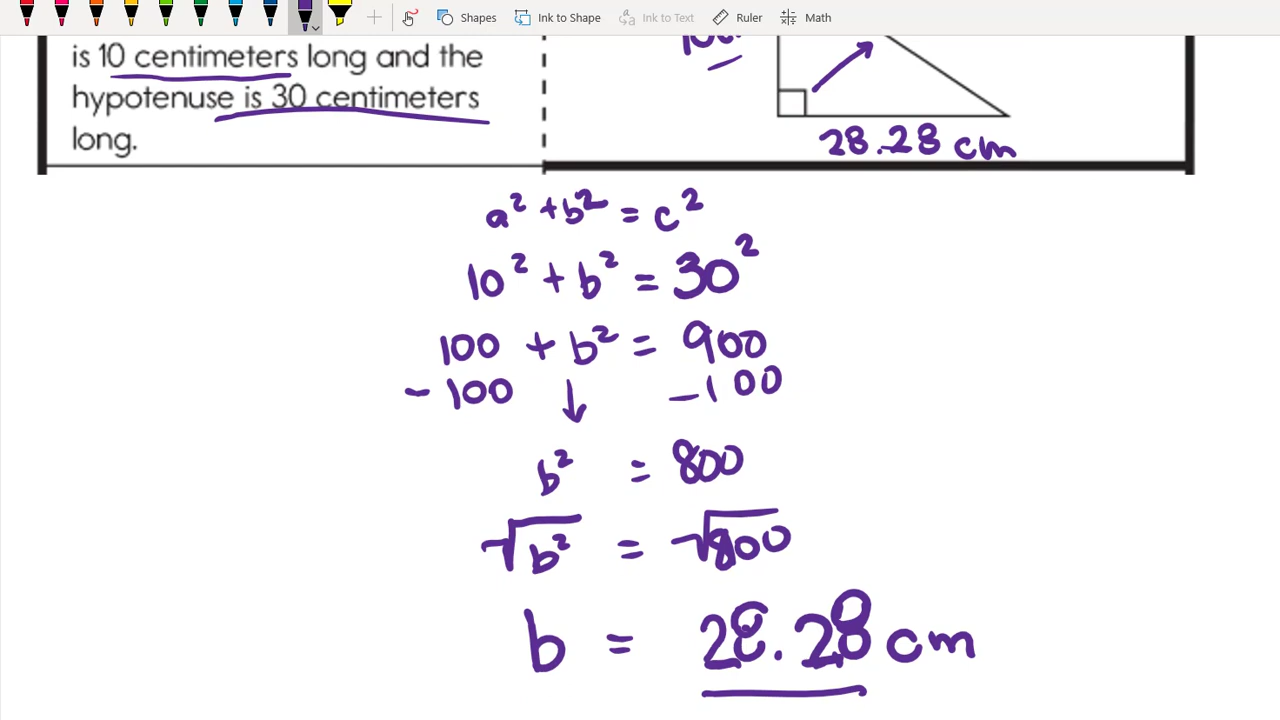 Shapes Ink to Shape Ink to Text Ruler Math
is 10 centimeters long and the
hypotenuse is 30 centimeters
long.
28.28 cm
a² + b² = c²
10² + b² = 30²
100 + b² = 900
- 100 ↓ - 100
b² = 800
√b² = √800
b = 28.28 cm